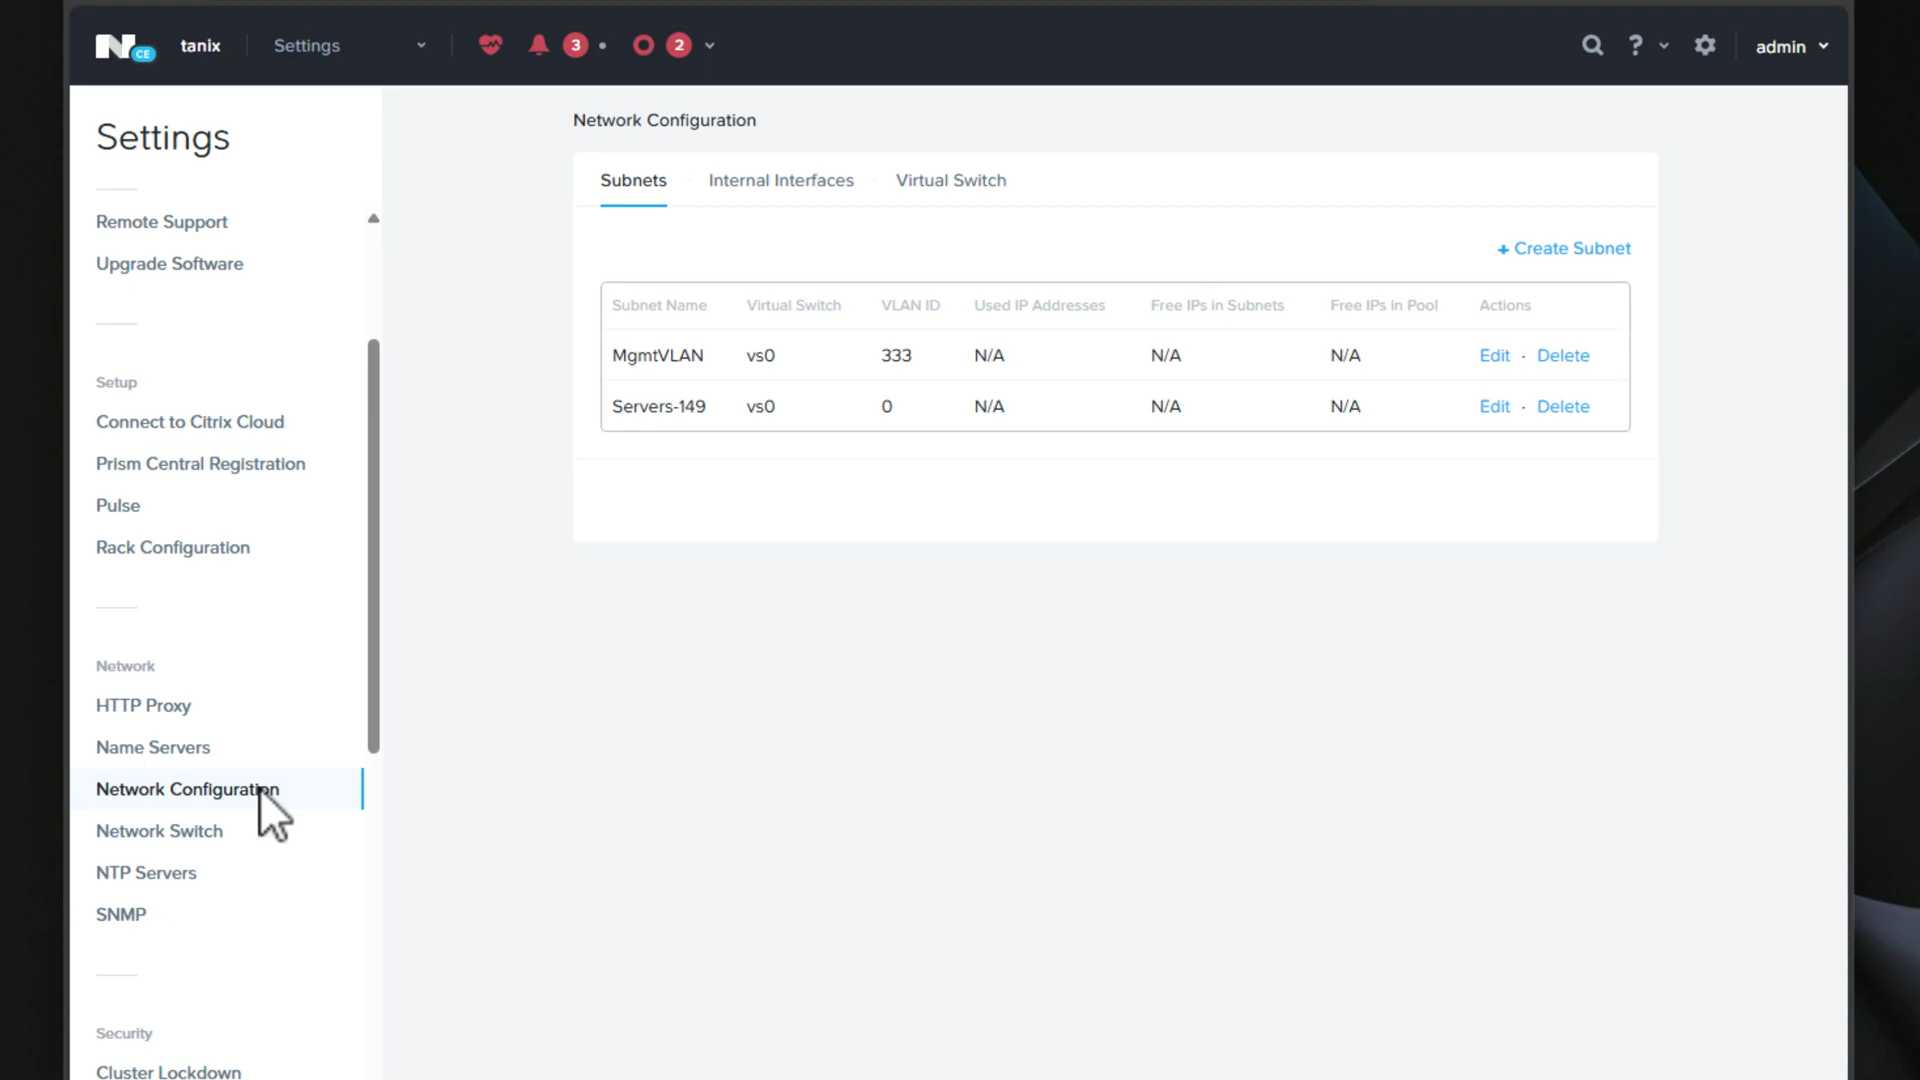 N CE tanix Settings 3 2 ? admin
Settings
Remote Support
Upgrade Software
Setup
Connect to Citrix Cloud
Prism Central Registration
Pulse
Rack Configuration
Network
HTTP Proxy
Name Servers
Network Configuration
Network Switch
NTP Servers
SNMP
Security
Cluster Lockdown
Network Configuration
Subnets Internal Interfaces Virtual Switch
+ Create Subnet
Subnet Name Virtual Switch VLAN ID Used IP Addresses Free IPs in Subnets Free IPs in Pool Actions
MgmtVLAN vs0 333 N/A N/A N/A Edit · Delete
Servers-149 vs0 0 N/A N/A N/A Edit · Delete